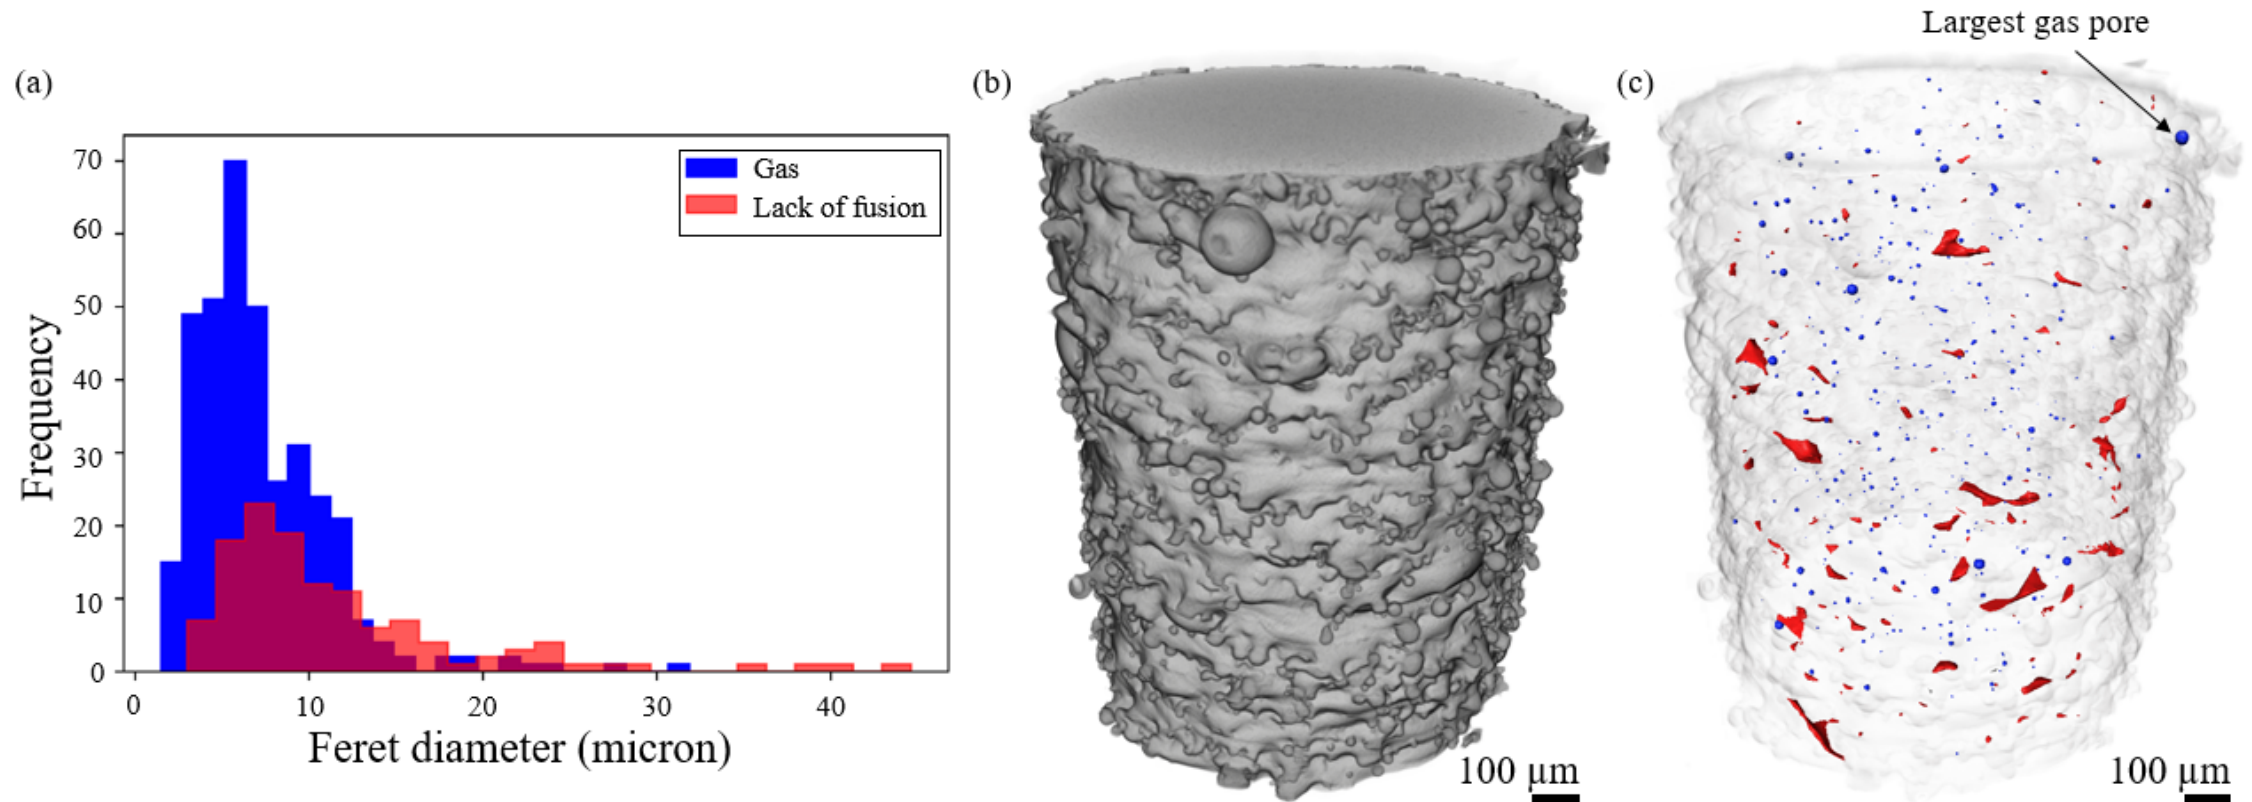 (a)
70
60
50
40
30
20
10
0
Frequency
Gas
Lack of fusion
0 10 20 30 40
Feret diameter (micron)
(b)
100 µm
(c)
Largest gas pore
100 µm